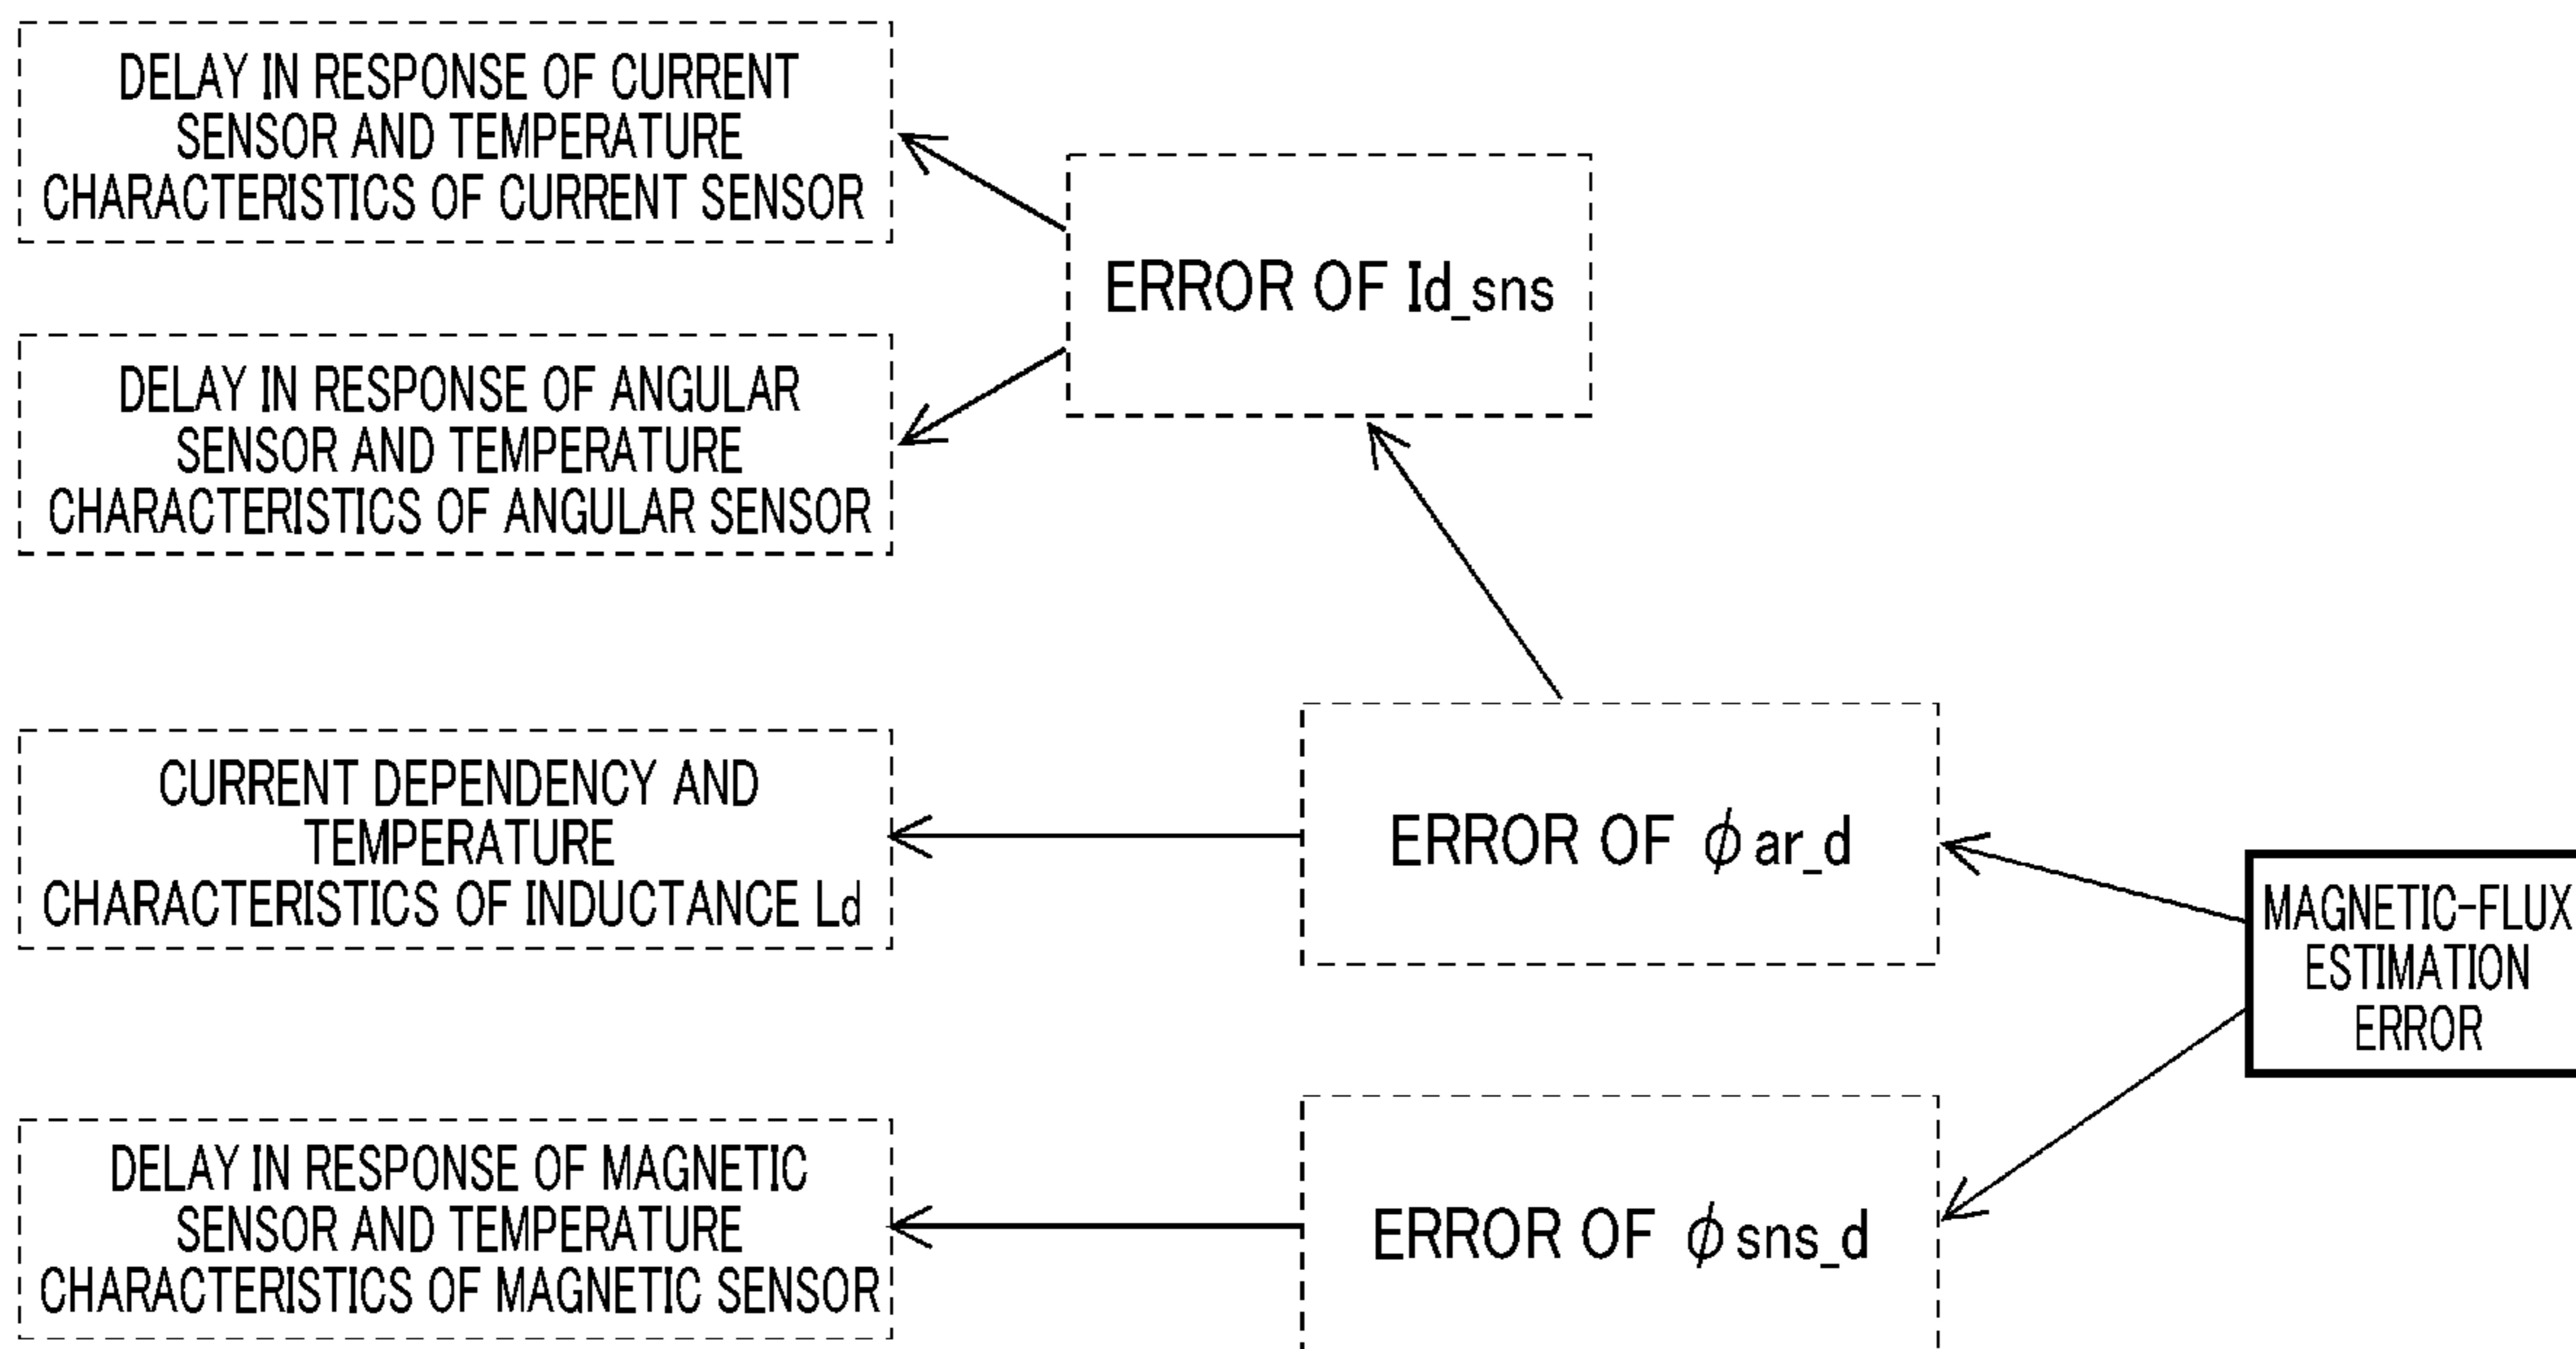 DELAY IN RESPONSE OF CURRENT
SENSOR AND TEMPERATURE
CHARACTERISTICS OF CURRENT SENSOR
ERROR OF Id_sns
DELAY IN RESPONSE OF ANGULAR
SENSOR AND TEMPERATURE
CHARACTERISTICS OF ANGULAR SENSOR
CURRENT DEPENDENCY AND
TEMPERATURE
CHARACTERISTICS OF INDUCTANCE Ld
ERROR OF ϕar_d
MAGNETIC-FLUX
ESTIMATION
ERROR
DELAY IN RESPONSE OF MAGNETIC
SENSOR AND TEMPERATURE
CHARACTERISTICS OF MAGNETIC SENSOR
ERROR OF ϕsns_d